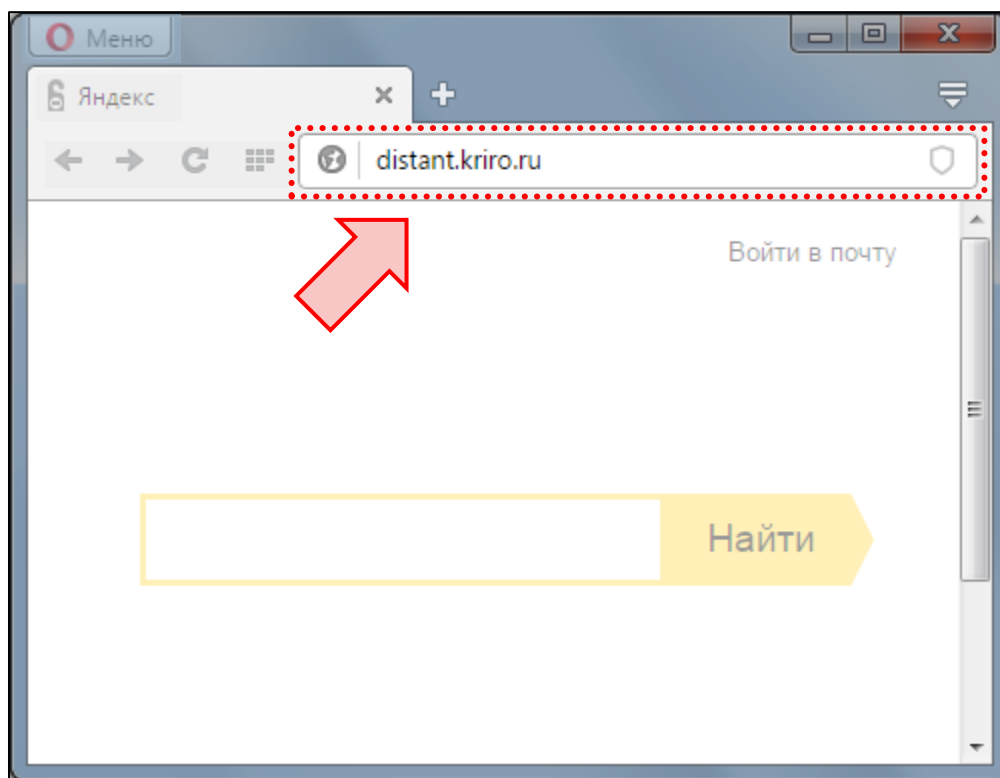 Меню
Яндекс
distant.kriro.ru
Войти в почту
Найти